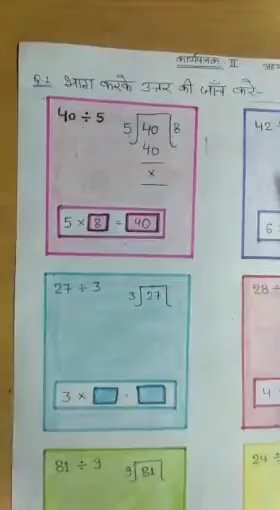 कार्यपत्रक - II
प्र.1 भाग करके उत्तर की जाँच करे-
40 ÷ 5
5 40 8
40
×
5 × 8 = 40
42
6
27 ÷ 3
3 27
3 × =
28 ÷
4
81 ÷ 9
9 81
24 ÷